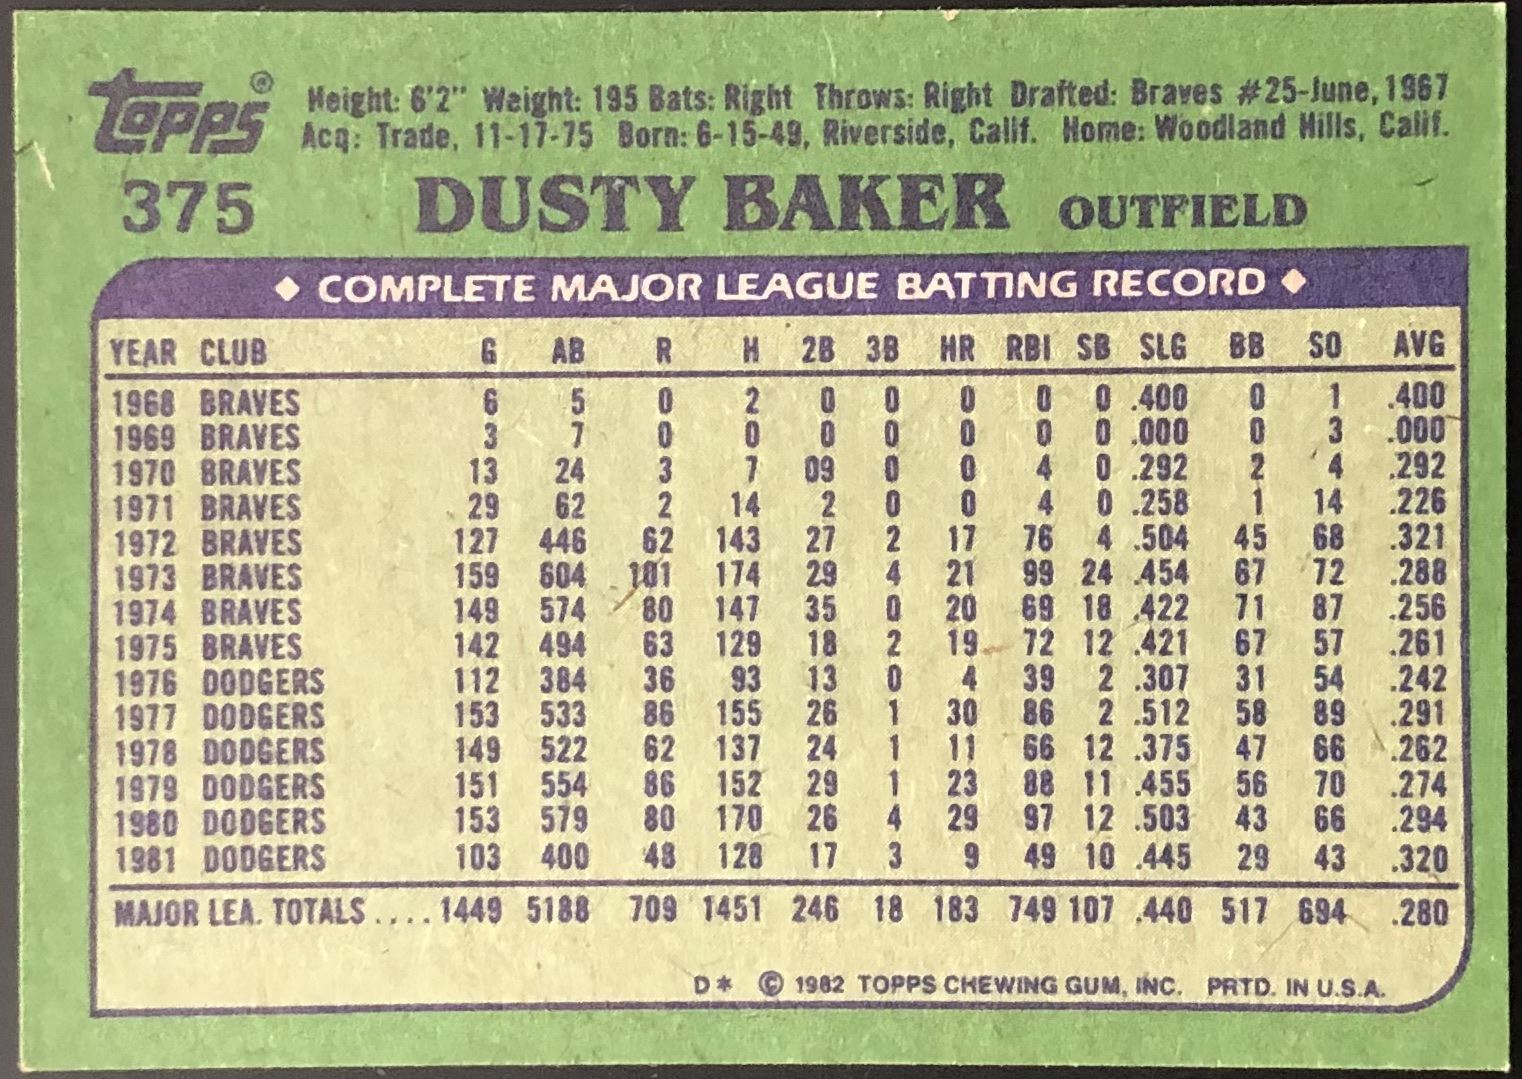 Topps® Height: 6'2" Weight: 195 Bats: Right Throws: Right Drafted: Braves #25-June, 1967
Acq: Trade, 11-17-75 Born: 6-15-49, Riverside, Calif. Home: Woodland Hills, Calif.
375 DUSTY BAKER OUTFIELD
◆ COMPLETE MAJOR LEAGUE BATTING RECORD ◆
YEAR CLUB G AB R H 2B 3B HR RBI SB SLG BB SO AVG
1968 BRAVES 6 5 0 2 0 0 0 0 0 .400 0 1 .400
1969 BRAVES 3 7 0 0 0 0 0 0 0 .000 0 3 .000
1970 BRAVES 13 24 3 7 09 0 0 4 0 .292 2 4 .292
1971 BRAVES 29 62 2 14 2 0 0 4 0 .258 1 14 .226
1972 BRAVES 127 446 62 143 27 2 17 76 4 .504 45 68 .321
1973 BRAVES 159 604 101 174 29 4 21 99 24 .454 67 72 .288
1974 BRAVES 149 574 80 147 35 0 20 69 18 .422 71 87 .256
1975 BRAVES 142 494 63 129 18 2 19 72 12 .421 67 57 .261
1976 DODGERS 112 384 36 93 13 0 4 39 2 .307 31 54 .242
1977 DODGERS 153 533 86 155 26 1 30 86 2 .512 58 89 .291
1978 DODGERS 149 522 62 137 24 1 11 66 12 .375 47 66 .262
1979 DODGERS 151 554 86 152 29 1 23 88 11 .455 56 70 .274
1980 DODGERS 153 579 80 170 26 4 29 97 12 .503 43 66 .294
1981 DODGERS 103 400 48 128 17 3 9 49 10 .445 29 43 .320
MAJOR LEA. TOTALS .... 1449 5188 709 1451 246 18 183 749 107 .440 517 694 .280
D* © 1982 TOPPS CHEWING GUM, INC. PRTD. IN U.S.A.